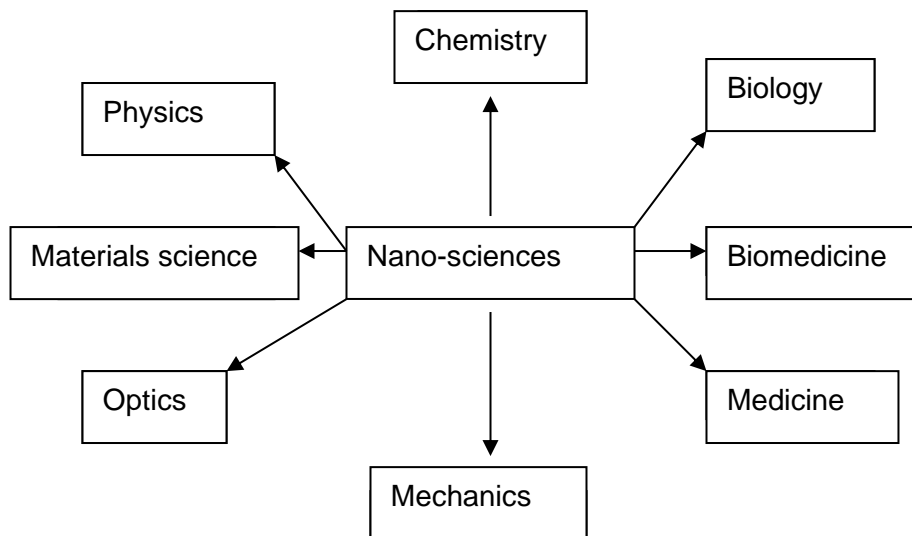 Chemistry
Physics
Biology
Materials science
Nano-sciences
Biomedicine
Optics
Medicine
Mechanics